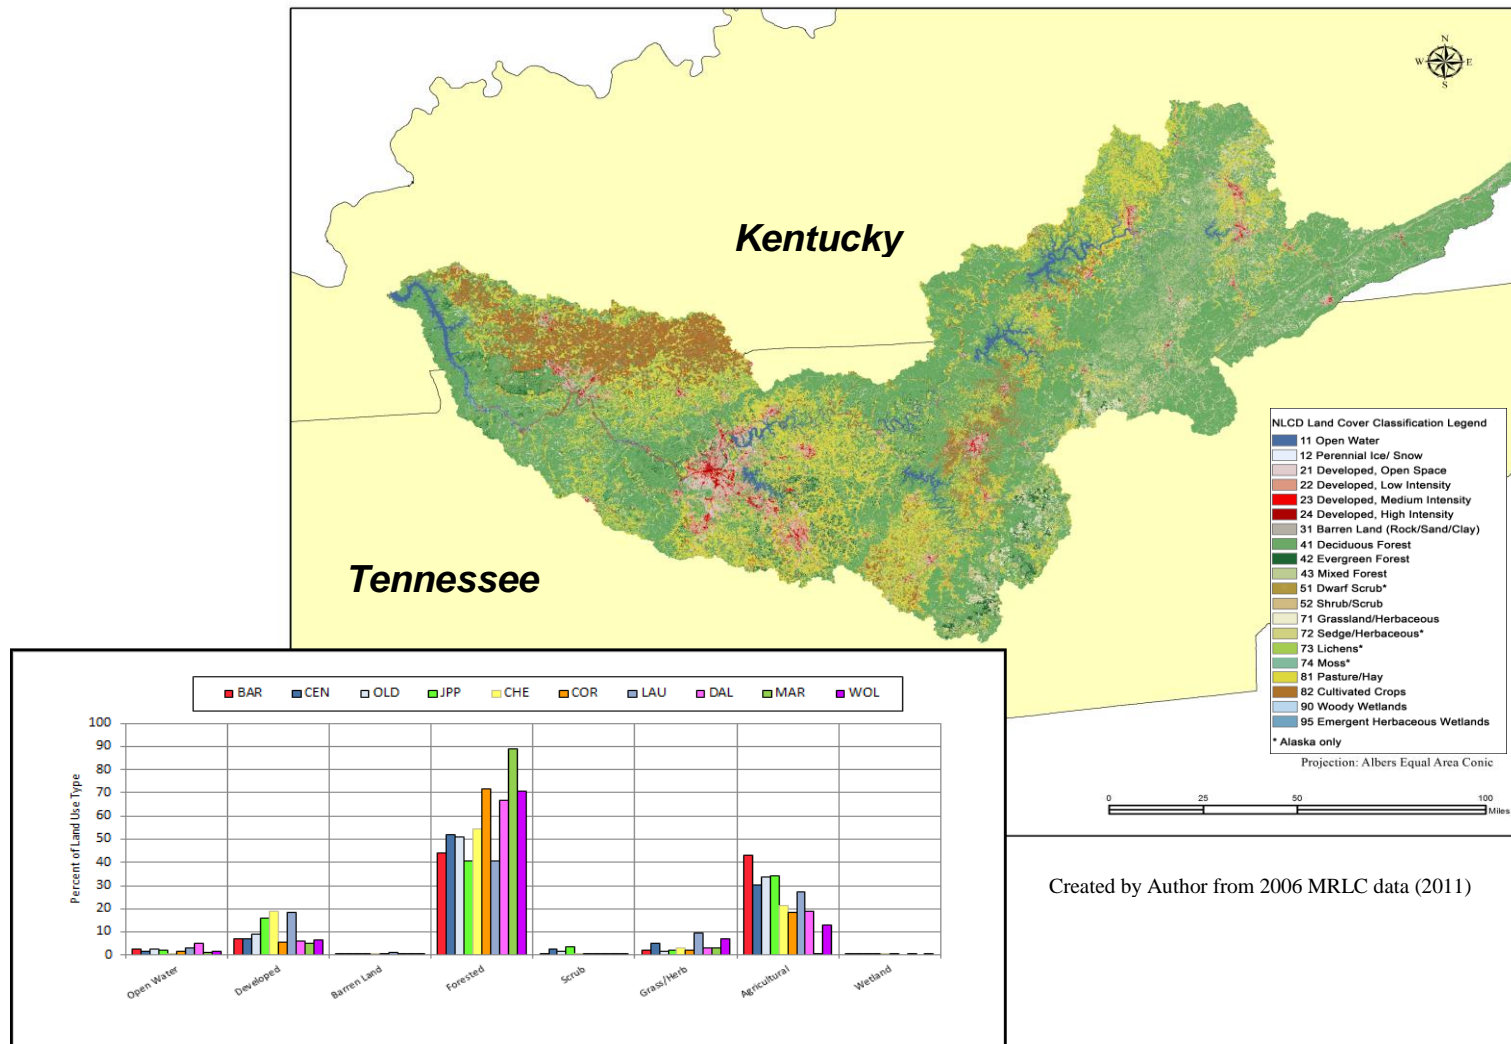 N
W E
S
Kentucky
Tennessee
NLCD Land Cover Classification Legend
11 Open Water
12 Perennial Ice/ Snow
21 Developed, Open Space
22 Developed, Low Intensity
23 Developed, Medium Intensity
24 Developed, High Intensity
31 Barren Land (Rock/Sand/Clay)
41 Deciduous Forest
42 Evergreen Forest
43 Mixed Forest
51 Dwarf Scrub*
52 Shrub/Scrub
71 Grassland/Herbaceous
72 Sedge/Herbaceous*
73 Lichens*
74 Moss*
81 Pasture/Hay
82 Cultivated Crops
90 Woody Wetlands
95 Emergent Herbaceous Wetlands
* Alaska only
Projection: Albers Equal Area Conic
0 25 50 100
Miles
BAR CEN OLD JPP CHE COR LAU DAL MAR WOL
Percent of Land Use Type
100
90
80
70
60
50
40
30
20
10
0
Open Water Developed Barren Land Forested Scrub Grass/Herb Agricultural Wetland
Created by Author from 2006 MRLC data (2011)